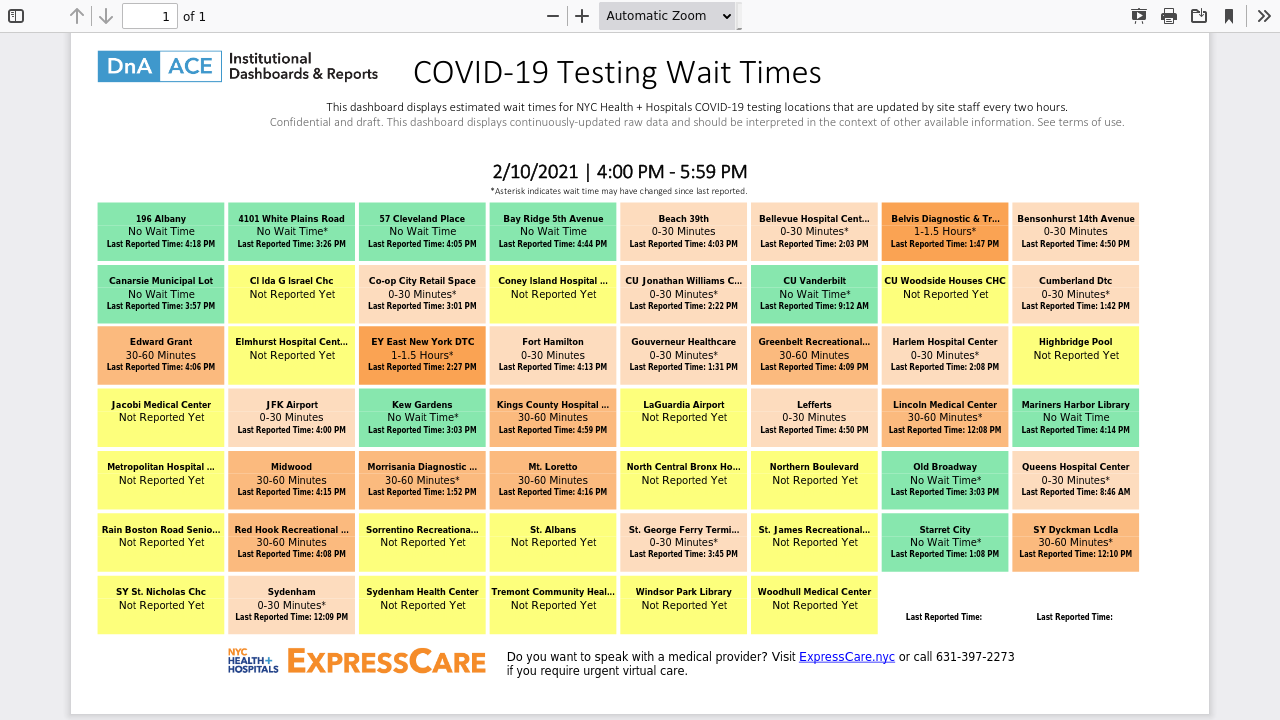 1 of 1 Automatic Zoom
DnA ACE Institutional Dashboards & Reports
COVID-19 Testing Wait Times
This dashboard displays estimated wait times for NYC Health + Hospitals COVID-19 testing locations that are updated by site staff every two hours.
Confidential and draft. This dashboard displays continuously-updated raw data and should be interpreted in the context of other available information. See terms of use.
2/10/2021 | 4:00 PM - 5:59 PM
*Asterisk indicates wait time may have changed since last reported.
196 Albany
No Wait Time
Last Reported Time: 4:18 PM
4101 White Plains Road
No Wait Time*
Last Reported Time: 3:26 PM
57 Cleveland Place
No Wait Time
Last Reported Time: 4:05 PM
Bay Ridge 5th Avenue
No Wait Time
Last Reported Time: 4:44 PM
Beach 39th
0-30 Minutes
Last Reported Time: 4:03 PM
Bellevue Hospital Cent...
0-30 Minutes*
Last Reported Time: 2:03 PM
Belvis Diagnostic & Tr...
1-1.5 Hours*
Last Reported Time: 1:47 PM
Bensonhurst 14th Avenue
0-30 Minutes
Last Reported Time: 4:50 PM
Canarsie Municipal Lot
No Wait Time
Last Reported Time: 3:57 PM
CI Ida G Israel Chc
Not Reported Yet
Co-op City Retail Space
0-30 Minutes*
Last Reported Time: 3:01 PM
Coney Island Hospital ...
Not Reported Yet
CU Jonathan Williams C...
0-30 Minutes*
Last Reported Time: 2:22 PM
CU Vanderbilt
No Wait Time*
Last Reported Time: 9:12 AM
CU Woodside Houses CHC
Not Reported Yet
Cumberland Dtc
0-30 Minutes*
Last Reported Time: 1:42 PM
Edward Grant
30-60 Minutes
Last Reported Time: 4:06 PM
Elmhurst Hospital Cent...
Not Reported Yet
EY East New York DTC
1-1.5 Hours*
Last Reported Time: 2:27 PM
Fort Hamilton
0-30 Minutes
Last Reported Time: 4:13 PM
Gouverneur Healthcare
0-30 Minutes*
Last Reported Time: 1:31 PM
Greenbelt Recreational...
30-60 Minutes
Last Reported Time: 4:09 PM
Harlem Hospital Center
0-30 Minutes*
Last Reported Time: 2:08 PM
Highbridge Pool
Not Reported Yet
Jacobi Medical Center
Not Reported Yet
JFK Airport
0-30 Minutes
Last Reported Time: 4:00 PM
Kew Gardens
No Wait Time*
Last Reported Time: 3:03 PM
Kings County Hospital ...
30-60 Minutes
Last Reported Time: 4:59 PM
LaGuardia Airport
Not Reported Yet
Lefferts
0-30 Minutes
Last Reported Time: 4:50 PM
Lincoln Medical Center
30-60 Minutes*
Last Reported Time: 12:08 PM
Mariners Harbor Library
No Wait Time
Last Reported Time: 4:14 PM
Metropolitan Hospital ...
Not Reported Yet
Midwood
30-60 Minutes
Last Reported Time: 4:15 PM
Morrisania Diagnostic ...
30-60 Minutes*
Last Reported Time: 1:52 PM
Mt. Loretto
30-60 Minutes
Last Reported Time: 4:16 PM
North Central Bronx Ho...
Not Reported Yet
Northern Boulevard
Not Reported Yet
Old Broadway
No Wait Time*
Last Reported Time: 3:03 PM
Queens Hospital Center
0-30 Minutes*
Last Reported Time: 8:46 AM
Rain Boston Road Senio...
Not Reported Yet
Red Hook Recreational ...
30-60 Minutes
Last Reported Time: 4:08 PM
Sorrentino Recreationa...
Not Reported Yet
St. Albans
Not Reported Yet
St. George Ferry Termi...
0-30 Minutes*
Last Reported Time: 3:45 PM
St. James Recreational...
Not Reported Yet
Starret City
No Wait Time*
Last Reported Time: 1:08 PM
SY Dyckman Lcdla
30-60 Minutes*
Last Reported Time: 12:10 PM
SY St. Nicholas Chc
Not Reported Yet
Sydenham
0-30 Minutes*
Last Reported Time: 12:09 PM
Sydenham Health Center
Not Reported Yet
Tremont Community Heal...
Not Reported Yet
Windsor Park Library
Not Reported Yet
Woodhull Medical Center
Not Reported Yet
Last Reported Time:
Last Reported Time:
NYC HEALTH+ HOSPITALS
EXPRESSCARE
Do you want to speak with a medical provider? Visit ExpressCare.nyc or call 631-397-2273
if you require urgent virtual care.